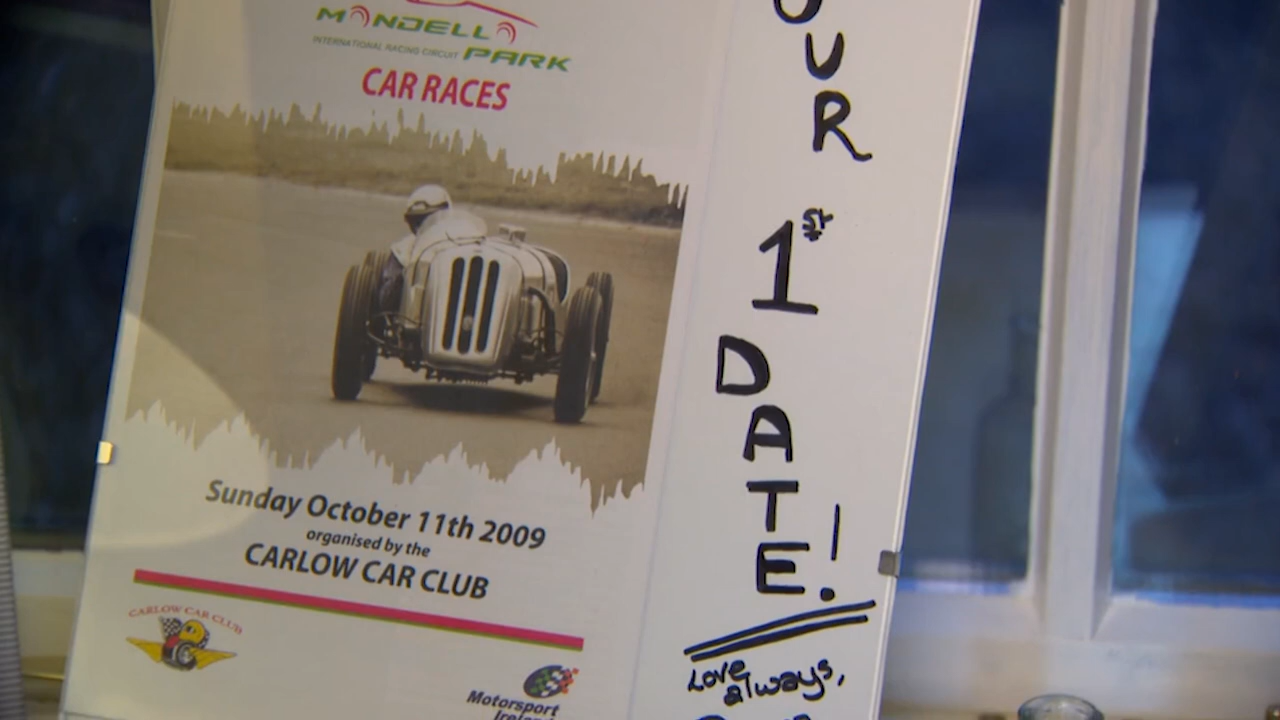 MONDELLO
INTERNATIONAL RACING CIRCUIT PARK
CAR RACES
Sunday October 11th 2009
organised by the
CARLOW CAR CLUB
CARLOW CAR CLUB
Motorsport
OUR
1st
DATE!
Love
always,